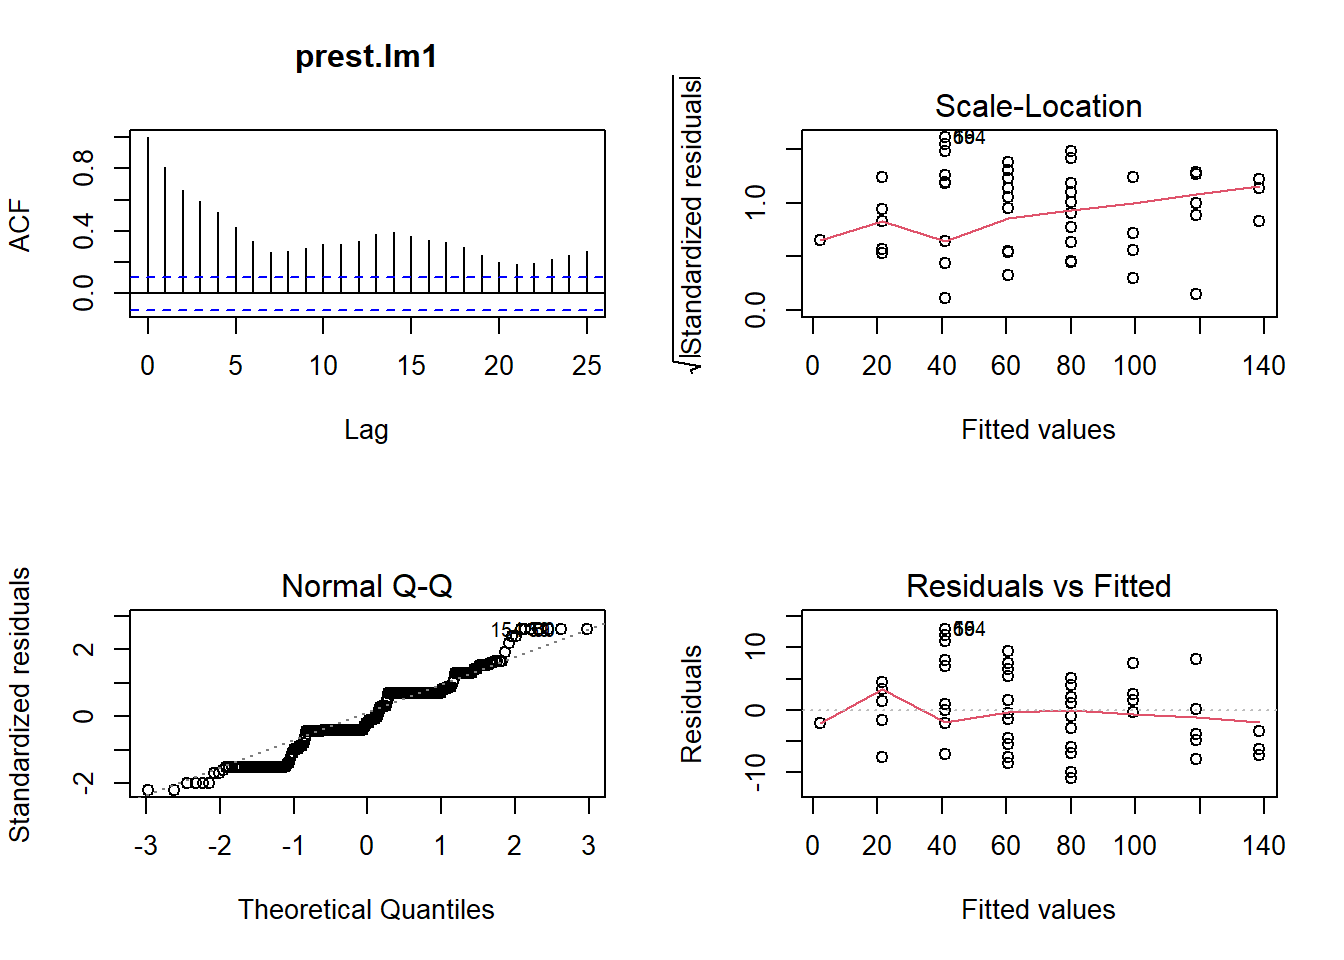 prest.lm1
ACF
0.0 0.4 0.8
0 5 10 15 20 25
Lag
Scale-Location
√|Standardized residuals|
0.0 1.0
0 20 40 60 80 100 140
Fitted values
Normal Q-Q
Standardized residuals
-2 0 2
-3 -2 -1 0 1 2 3
Theoretical Quantiles
Residuals vs Fitted
Residuals
-10 0 10
0 20 40 60 80 100 140
Fitted values